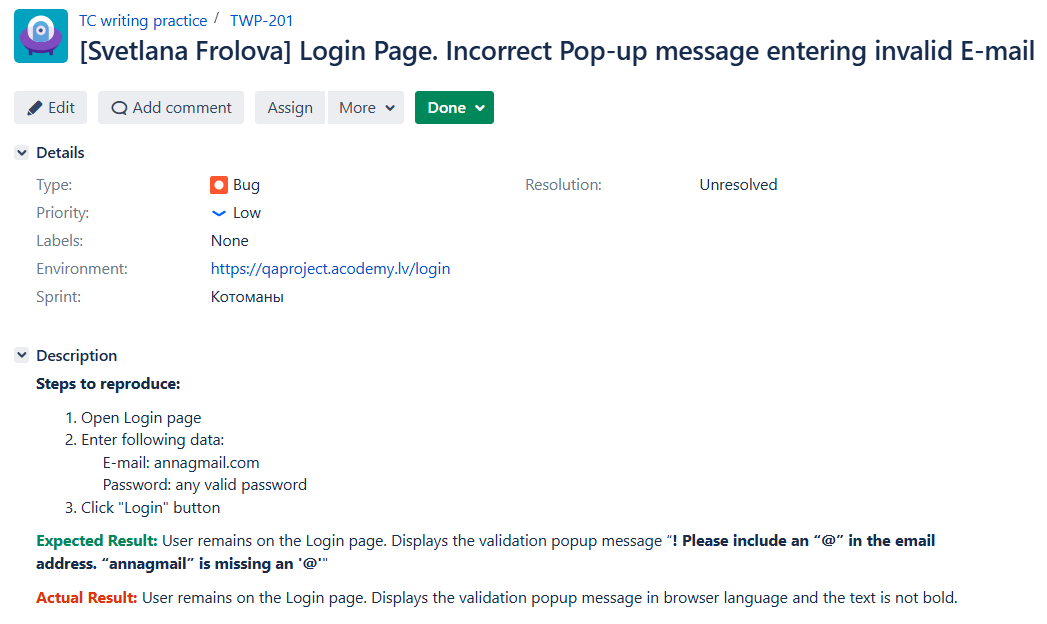 TC writing practice / TWP-201
[Svetlana Frolova] Login Page. Incorrect Pop-up message entering invalid E-mail
Edit Add comment Assign More Done
Details
Type: Bug Resolution: Unresolved
Priority: Low
Labels: None
Environment: https://qaproject.acodemy.lv/login
Sprint: Котоманы
Description
Steps to reproduce:
1. Open Login page
2. Enter following data:
E-mail: annagmail.com
Password: any valid password
3. Click "Login" button
Expected Result: User remains on the Login page. Displays the validation popup message “! Please include an “@” in the email
address. “annagmail” is missing an '@'"
Actual Result: User remains on the Login page. Displays the validation popup message in browser language and the text is not bold.